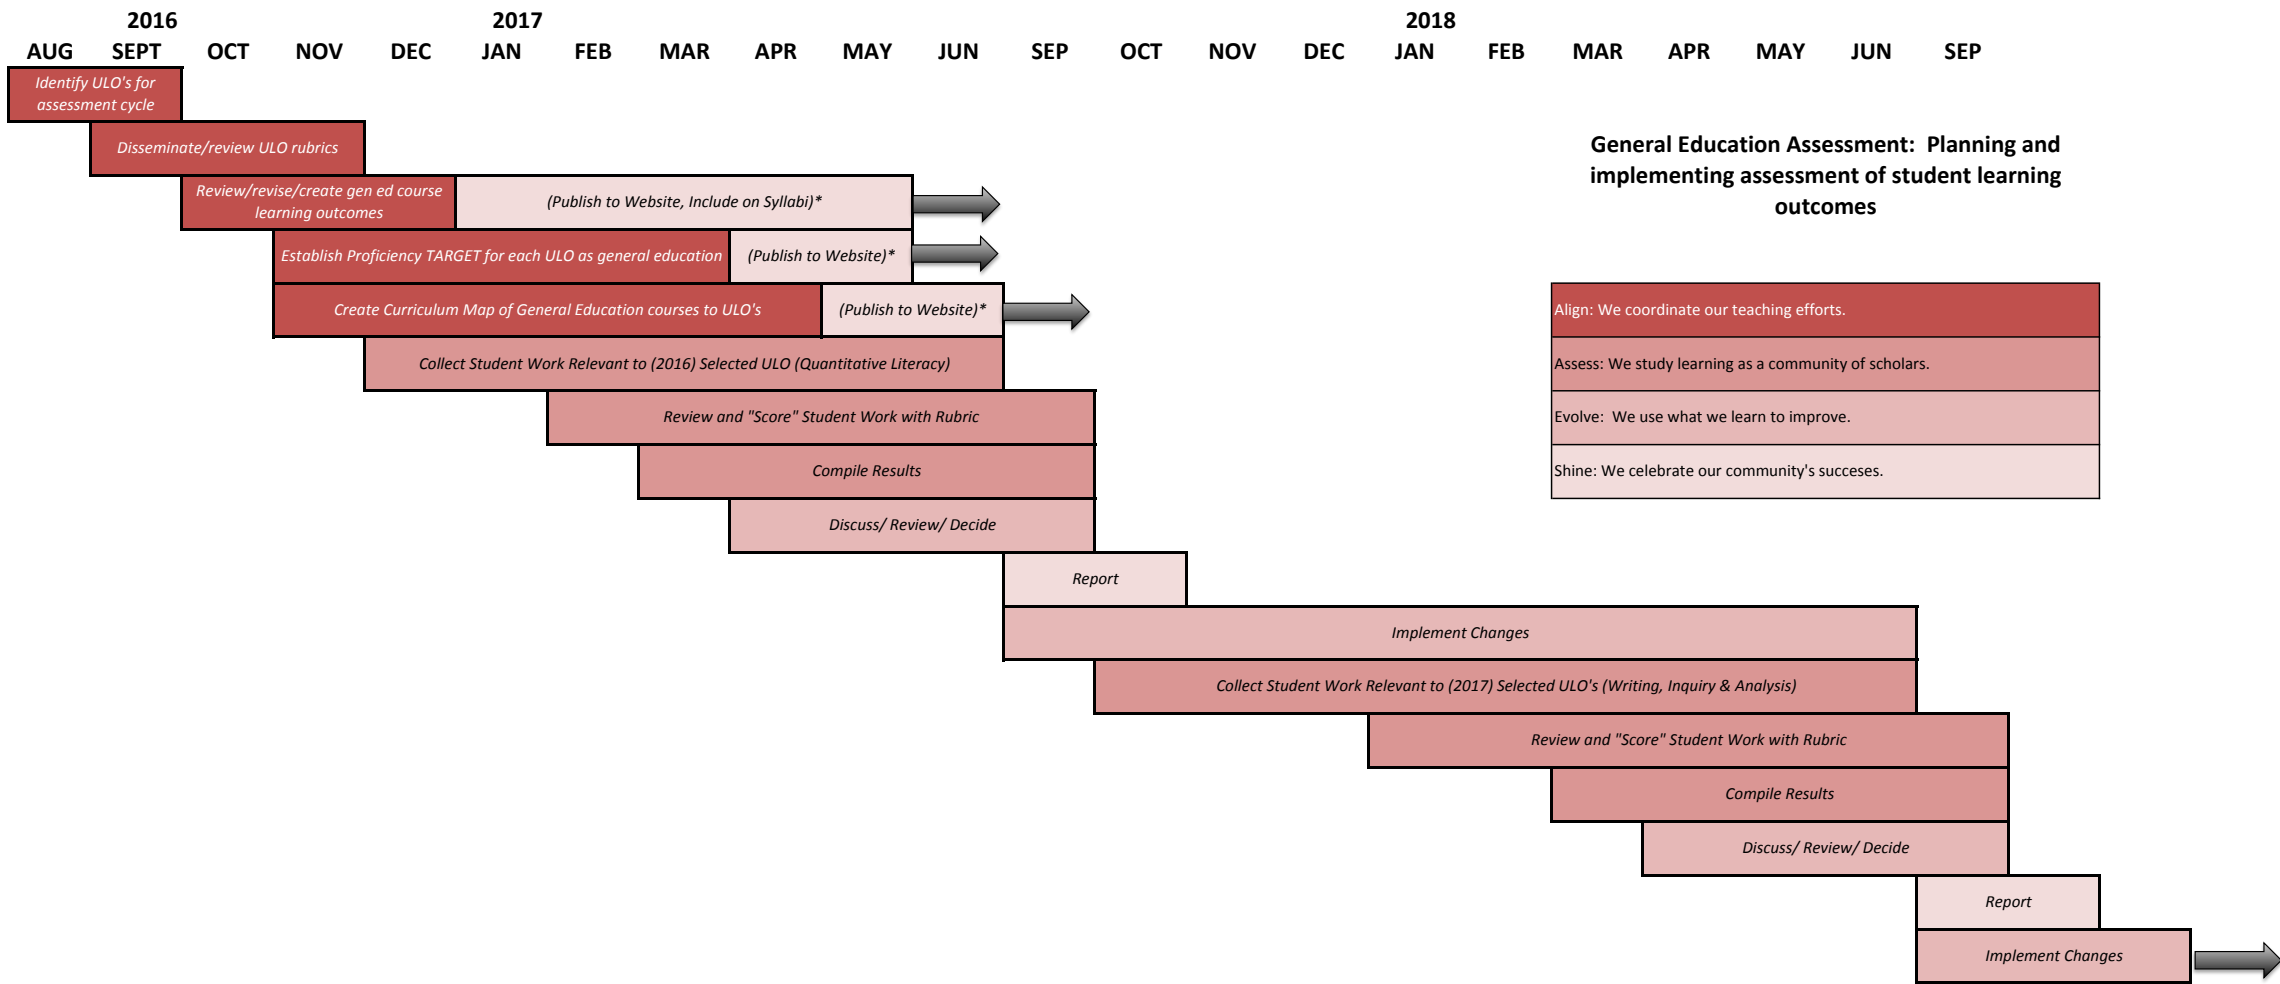 2016 2017 2018
AUG SEPT OCT NOV DEC JAN FEB MAR APR MAY JUN SEP OCT NOV DEC JAN FEB MAR APR MAY JUN SEP
Identify ULO's for
assessment cycle
Disseminate/review ULO rubrics
General Education Assessment: Planning and
implementing assessment of student learning
outcomes
Review/revise/create gen ed course
learning outcomes
(Publish to Website, Include on Syllabi)*
Establish Proficiency TARGET for each ULO as general education
(Publish to Website)*
Create Curriculum Map of General Education courses to ULO's
(Publish to Website)*
Align: We coordinate our teaching efforts.
Assess: We study learning as a community of scholars.
Evolve: We use what we learn to improve.
Shine: We celebrate our community's succeses.
Collect Student Work Relevant to (2016) Selected ULO (Quantitative Literacy)
Review and "Score" Student Work with Rubric
Compile Results
Discuss/ Review/ Decide
Report
Implement Changes
Collect Student Work Relevant to (2017) Selected ULO's (Writing, Inquiry & Analysis)
Review and "Score" Student Work with Rubric
Compile Results
Discuss/ Review/ Decide
Report
Implement Changes